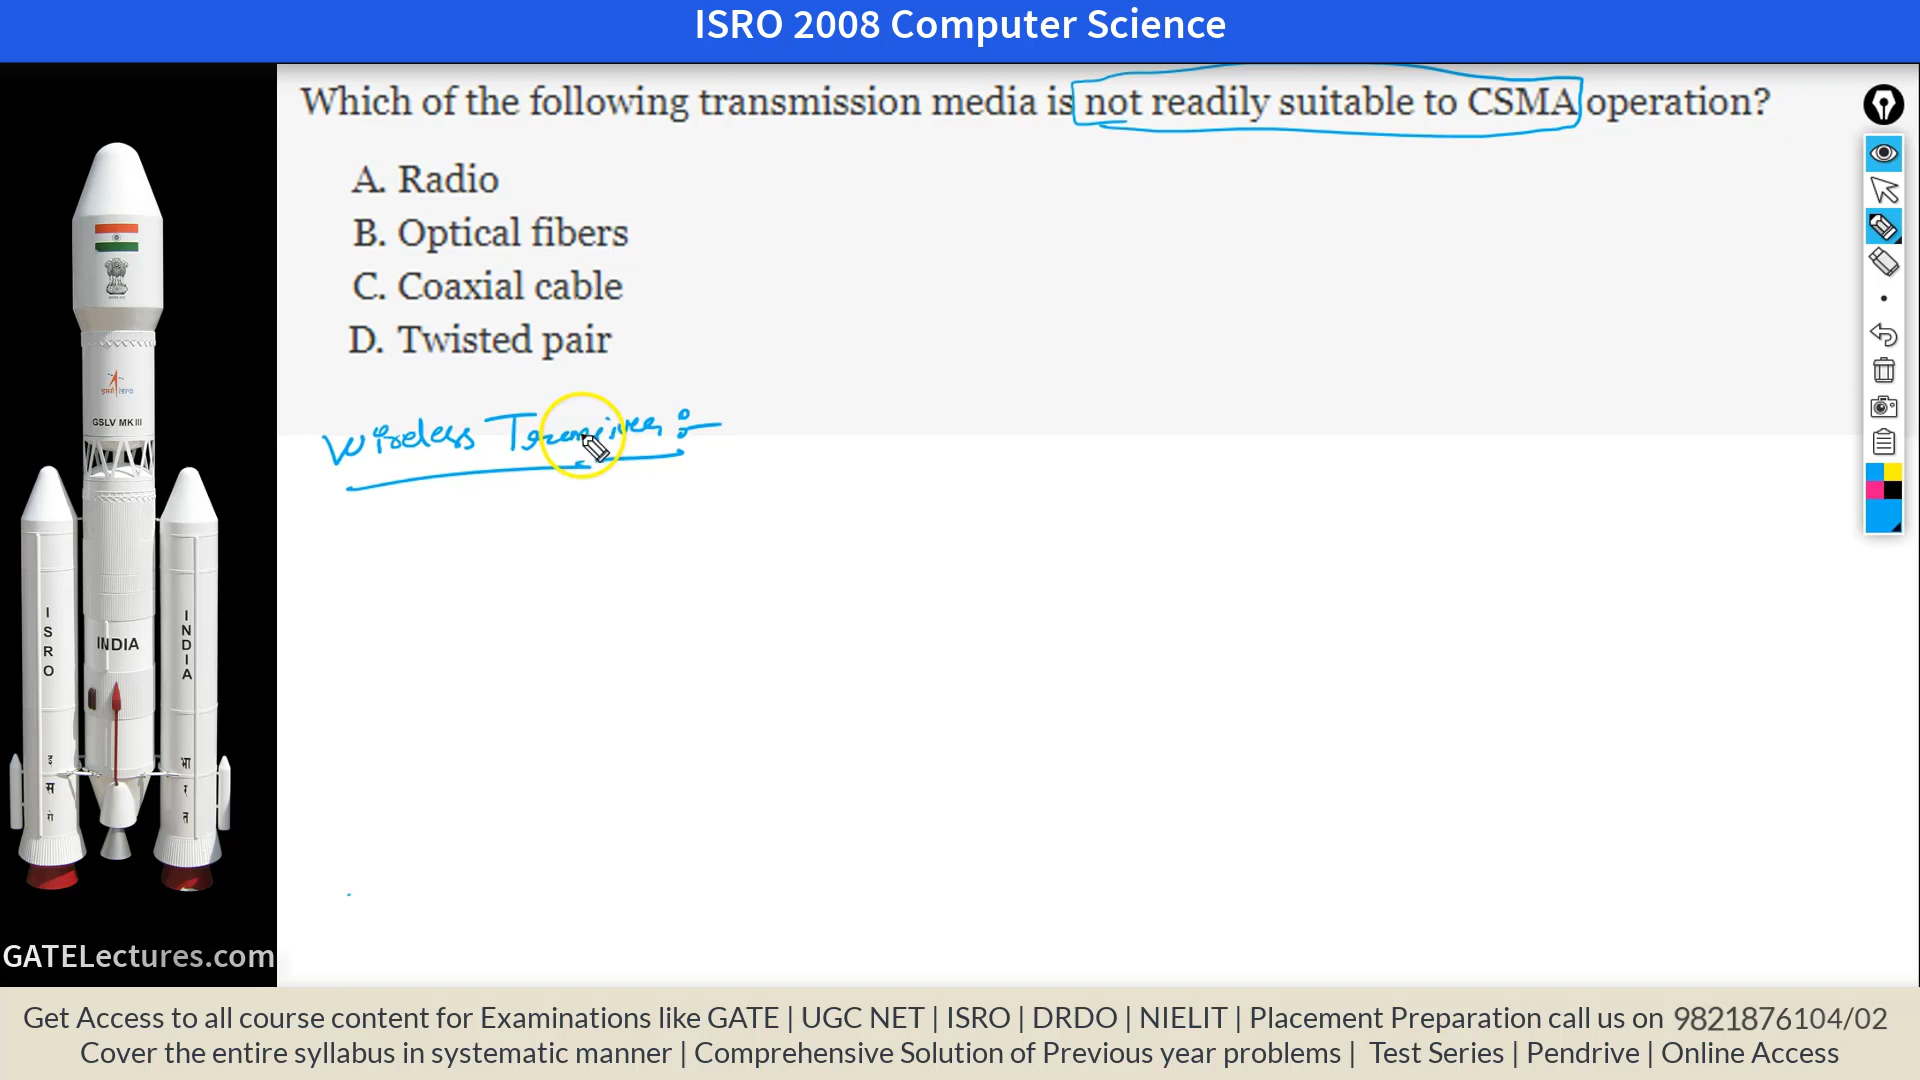 ISRO 2008 Computer Science
Which of the following transmission media is not readily suitable to CSMA operation?
A. Radio
B. Optical fibers
C. Coaxial cable
D. Twisted pair
Wireless
GSLV MK III
INDIA
ISRO
INDIA
GATELectures.com
Get Access to all course content for Examinations like GATE | UGC NET | ISRO | DRDO | NIELIT | Placement Preparation call us on 9821876104/02
Cover the entire syllabus in systematic manner | Comprehensive Solution of Previous year problems | Test Series | Pendrive | Online Access